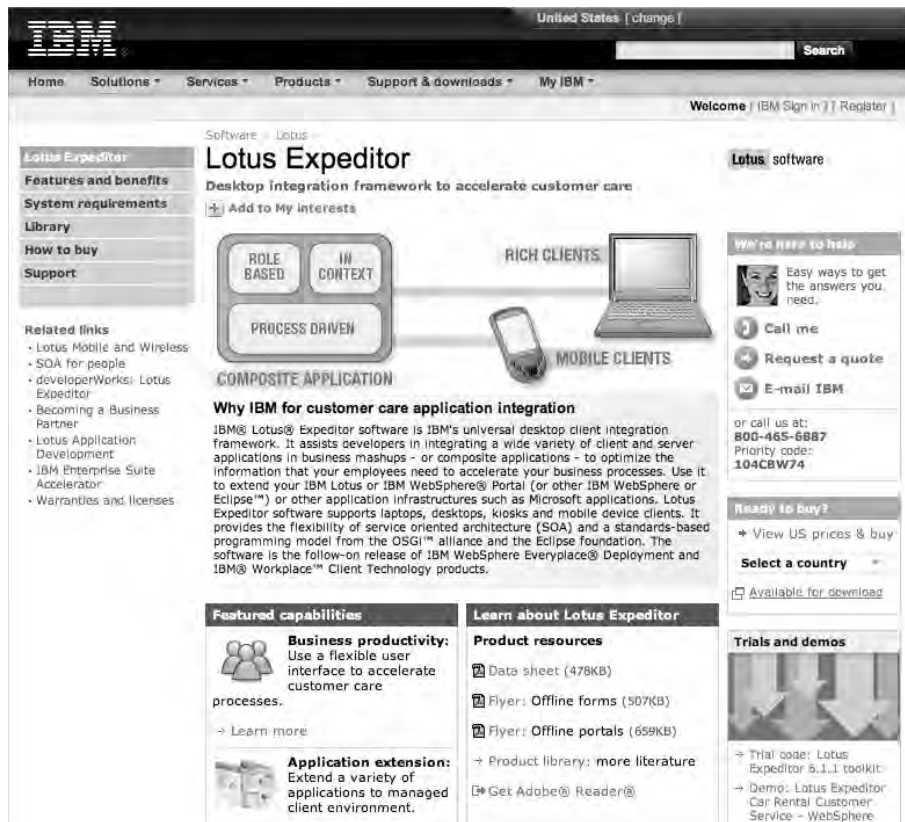 United States [ change ]
IBM
Search
Home Solutions Services Products Support & downloads My IBM
Welcome [ IBM Sign in ] [ Register ]
Software > Lotus >
Lotus Expeditor
Lotus software
Desktop integration framework to accelerate customer care
Add to My interests
Lotus Expeditor
Features and benefits
System requirements
Library
How to buy
Support
Related links
· Lotus Mobile and Wireless
· SOA for people
· developerWorks: Lotus
Expeditor
· Becoming a Business
Partner
· Lotus Application
Development
· IBM Enterprise Suite
Accelerator
· Warranties and licenses
ROLE
BASED
IN
CONTEXT
PROCESS DRIVEN
COMPOSITE APPLICATION
RICH CLIENTS
MOBILE CLIENTS
Why IBM for customer care application integration
IBM® Lotus® Expeditor software is IBM's universal desktop client integration
framework. It assists developers in integrating a wide variety of client and server
applications in business mashups - or composite applications - to optimize the
information that your employees need to accelerate your business processes. Use it
to extend your IBM Lotus or IBM WebSphere® Portal (or other IBM WebSphere or
Eclipse™) or other application infrastructures such as Microsoft applications. Lotus
Expeditor software supports laptops, desktops, kiosks and mobile device clients. It
provides the flexibility of service oriented architecture (SOA) and a standards-based
programming model from the OSGi™ alliance and the Eclipse foundation. The
software is the follow-on release of IBM WebSphere Everyplace® Deployment and
IBM® Workplace™ Client Technology products.
Featured capabilities
Business productivity:
Use a flexible user
interface to accelerate
customer care
processes.
→ Learn more
Application extension:
Extend a variety of
applications to managed
client environment.
Learn about Lotus Expeditor
Product resources
Data sheet (478KB)
Flyer: Offline forms (507KB)
Flyer: Offline portals (659KB)
→ Product library: more literature
Get Adobe® Reader®
We're here to help
Easy ways to get
the answers you
need.
Call me
Request a quote
E-mail IBM
or call us at:
800-465-6887
Priority code:
104CBW74
Ready to buy?
→ View US prices & buy
Select a country
Available for download
Trials and demos
→ Trial code: Lotus
Expeditor 6.1.1 toolkit
→ Demo: Lotus Expeditor
Car Rental Customer
Service - WebSphere